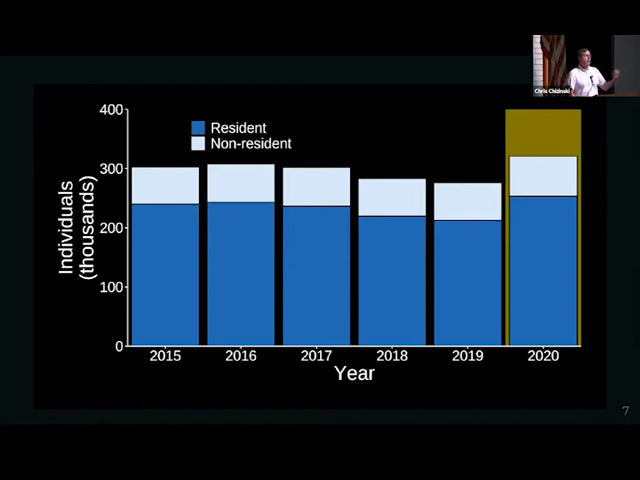 Chris Chizinski
400
300
200
100
0
Individuals
(thousands)
Resident
Non-resident
2015 2016 2017 2018 2019 2020
Year
7